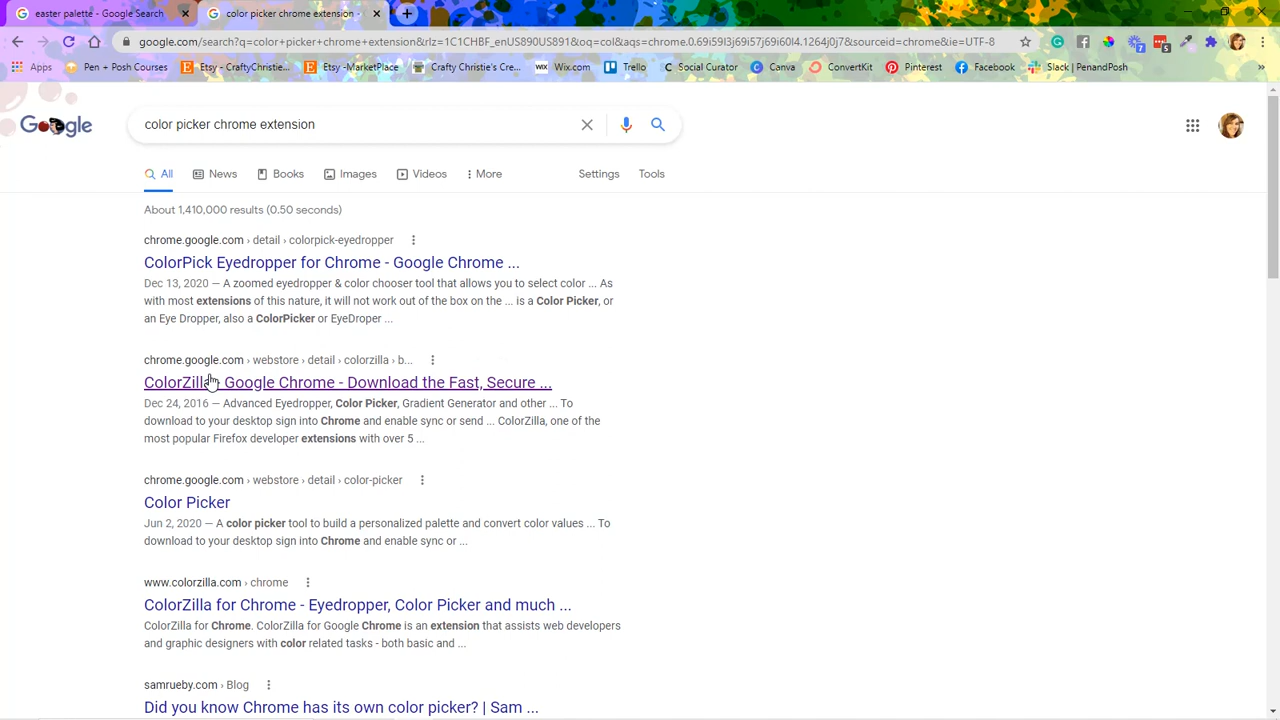 easter palette - Google Search
color picker chrome extension -
google.com/search?q=color+picker+chrome+extension&rlz=1C1CHBF_enUS890US891&oq=col&aqs=chrome.0.69i59l3j69i57j69i60l4.1264j0j7&sourceid=chrome&ie=UTF-8
7
5
Apps Pen + Posh Courses Etsy - CraftyChristie... Etsy -MarketPlace Crafty Christie's Cre... Wix.com Trello Social Curator Canva ConvertKit Pinterest Facebook Slack | PenandPosh
Google
color picker chrome extension
All News Books Images Videos More Settings Tools
About 1,410,000 results (0.50 seconds)
chrome.google.com › detail › colorpick-eyedropper
ColorPick Eyedropper for Chrome - Google Chrome ...
Dec 13, 2020 — A zoomed eyedropper & color chooser tool that allows you to select color ... As
with most extensions of this nature, it will not work out of the box on the ... is a Color Picker, or
an Eye Dropper, also a ColorPicker or EyeDroper ...
chrome.google.com › webstore › detail › colorzilla › b...
ColorZilla - Google Chrome - Download the Fast, Secure ...
Dec 24, 2016 — Advanced Eyedropper, Color Picker, Gradient Generator and other ... To
download to your desktop sign into Chrome and enable sync or send ... ColorZilla, one of the
most popular Firefox developer extensions with over 5 ...
chrome.google.com › webstore › detail › color-picker
Color Picker
Jun 2, 2020 — A color picker tool to build a personalized palette and convert color values ... To
download to your desktop sign into Chrome and enable sync or ...
www.colorzilla.com › chrome
ColorZilla for Chrome - Eyedropper, Color Picker and much ...
ColorZilla for Chrome. ColorZilla for Google Chrome is an extension that assists web developers
and graphic designers with color related tasks - both basic and ...
samrueby.com › Blog
Did you know Chrome has its own color picker? | Sam ...